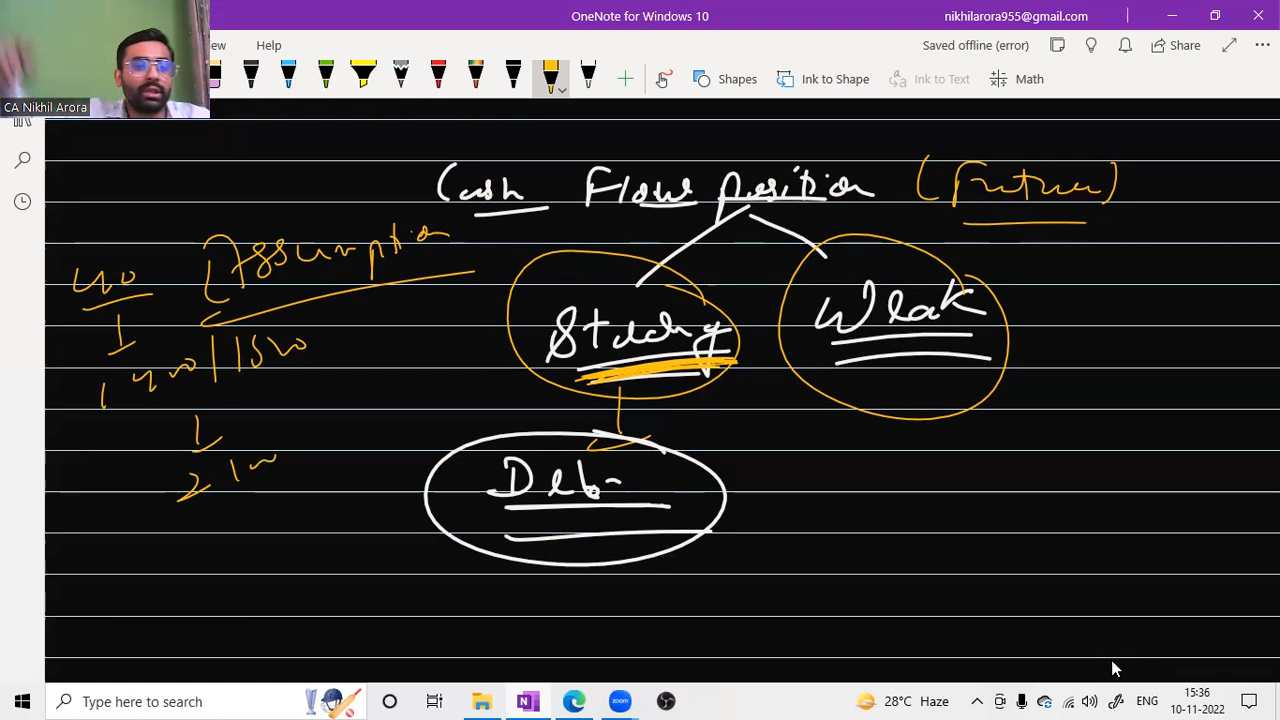 OneNote for Windows 10
nikhilarora955@gmail.com
Help
Saved offline (error)
Share
Shapes
Ink to Shape
Ink to Text
Math
CA Nikhil Arora
Cash Flow Position (Future)
Assumption
Weak
Deb
Type here to search
28°C Haze
ENG
15:36
10-11-2022